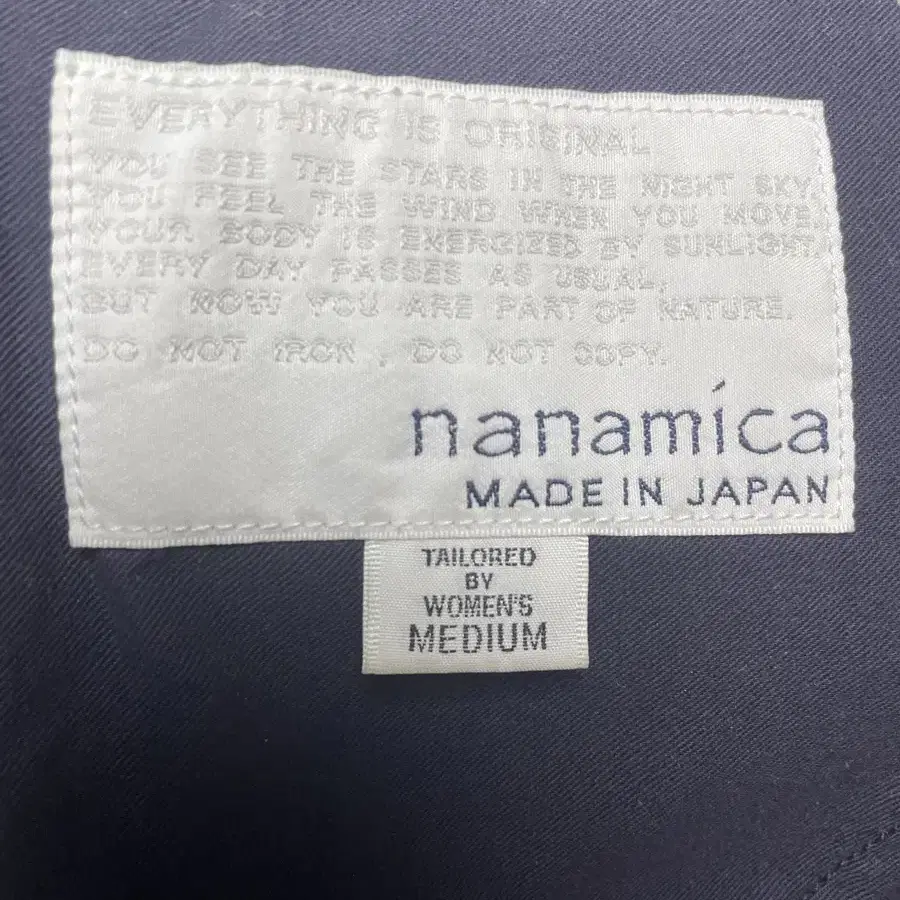 EVERYTHING IS ORIGINAL
YOU SEE THE STARS IN THE NIGHT SKY.
YOU FEEL THE WIND WHEN YOU MOVE.
YOUR BODY IS ENERGIZED BY SUNLIGHT.
EVERY DAY PASSES AS USUAL,
BUT NOW YOU ARE PART OF NATURE.
DO NOT IRON , DO NOT COPY.
nanamíca
MADE IN JAPAN
TAILORED
BY
WOMEN'S
MEDIUM